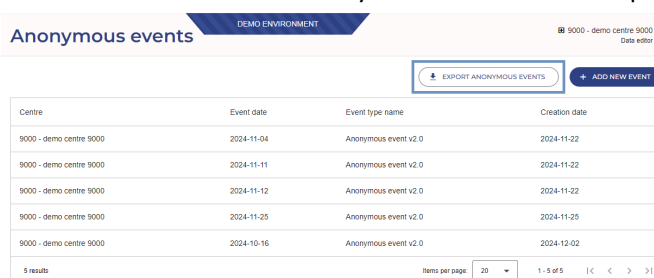 DEMO ENVIRONMENT
Anonymous events
9000 - demo centre 9000
Data editor
EXPORT ANONYMOUS EVENTS
+ ADD NEW EVENT
Centre Event date Event type name Creation date
9000 - demo centre 9000 2024-11-04 Anonymous event v2.0 2024-11-22
9000 - demo centre 9000 2024-11-11 Anonymous event v2.0 2024-11-22
9000 - demo centre 9000 2024-11-12 Anonymous event v2.0 2024-11-22
9000 - demo centre 9000 2024-11-25 Anonymous event v2.0 2024-11-25
9000 - demo centre 9000 2024-10-16 Anonymous event v2.0 2024-12-02
5 results Items per page: 20 1 - 5 of 5